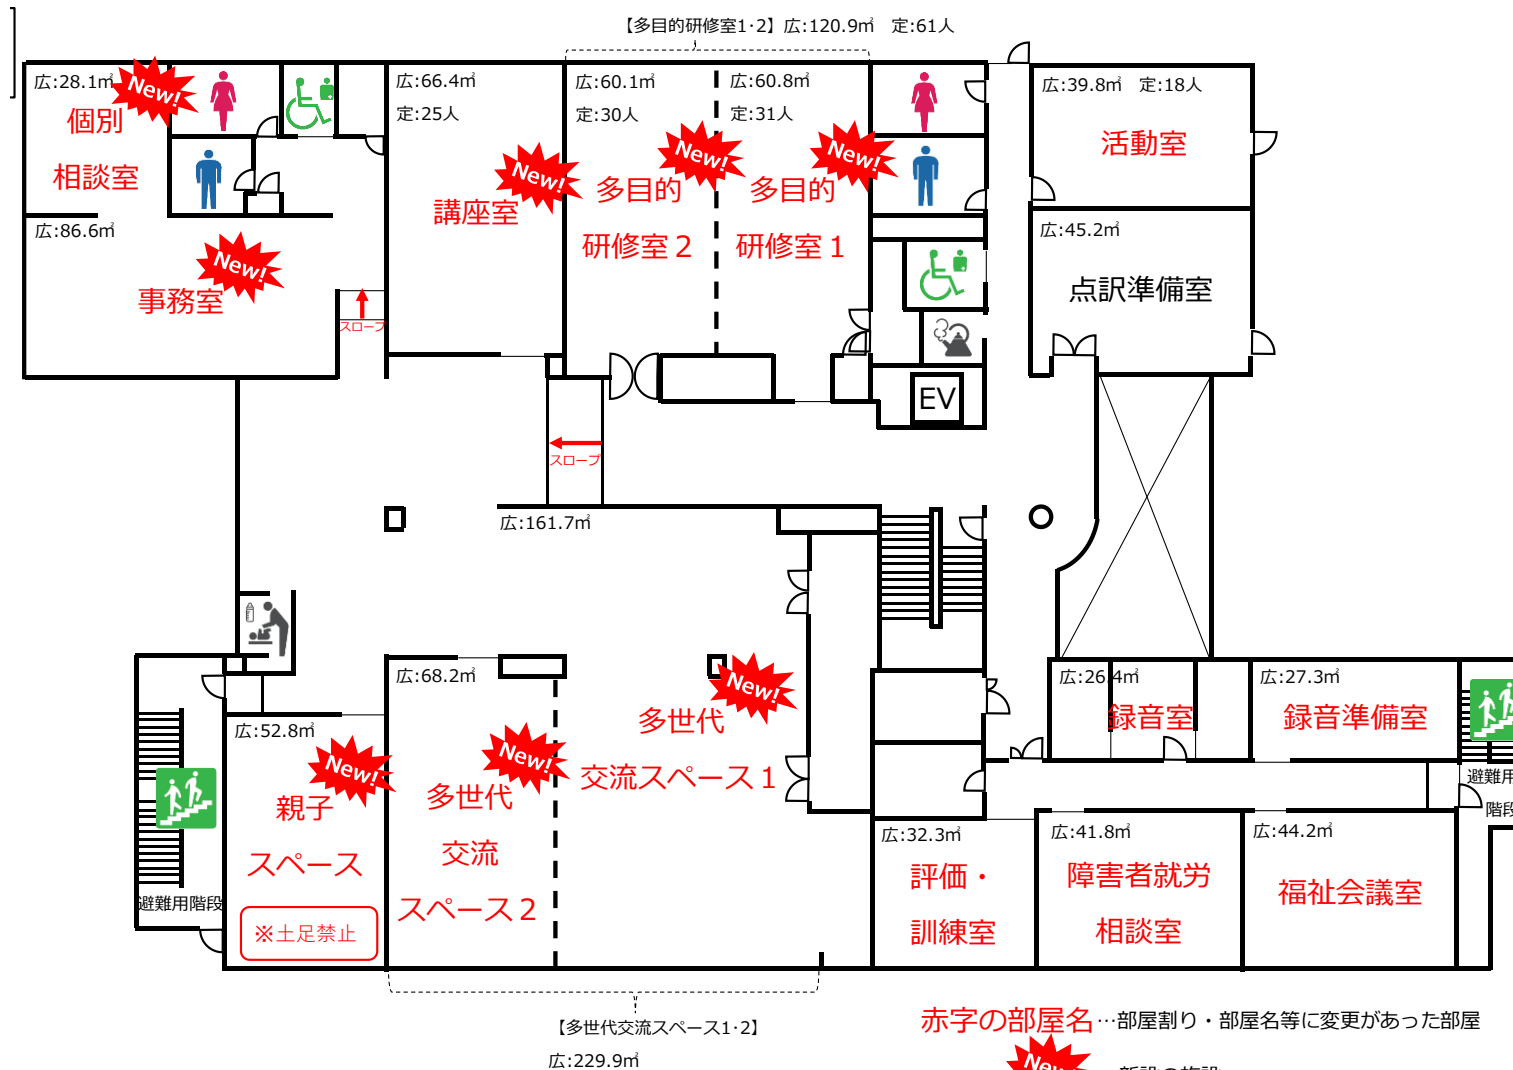 【多目的研修室1·2】広:120.9㎡ 定:61人
広:28.1㎡
New!
個別
相談室
広:66.4㎡
定:25人
New!
講座室
広:60.1㎡
定:30人
New!
多目的
研修室２
広:60.8㎡
定:31人
New!
多目的
研修室１
広:39.8㎡ 定:18人
活動室
広:86.6㎡
New!
事務室
スロープ
広:45.2㎡
点訳準備室
EV
スロープ
広:161.7㎡
New!
多世代
交流スペース１
広:68.2㎡
New!
多世代
交流
スペース２
広:52.8㎡
New!
親子
スペース
※土足禁止
避難用階段
広:26.4㎡
録音室
広:27.3㎡
録音準備室
避難用
階段
広:32.3㎡
評価・
訓練室
広:41.8㎡
障害者就労
相談室
広:44.2㎡
福祉会議室
【多世代交流スペース1·2】
広:229.9㎡
赤字の部屋名…部屋割り・部屋名等に変更があった部屋